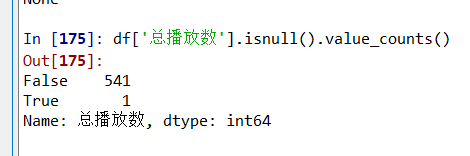 None
In [175]: df['总播放数'].isnull().value_counts()
Out[175]:
False    541
True       1
Name: 总播放数, dtype: int64